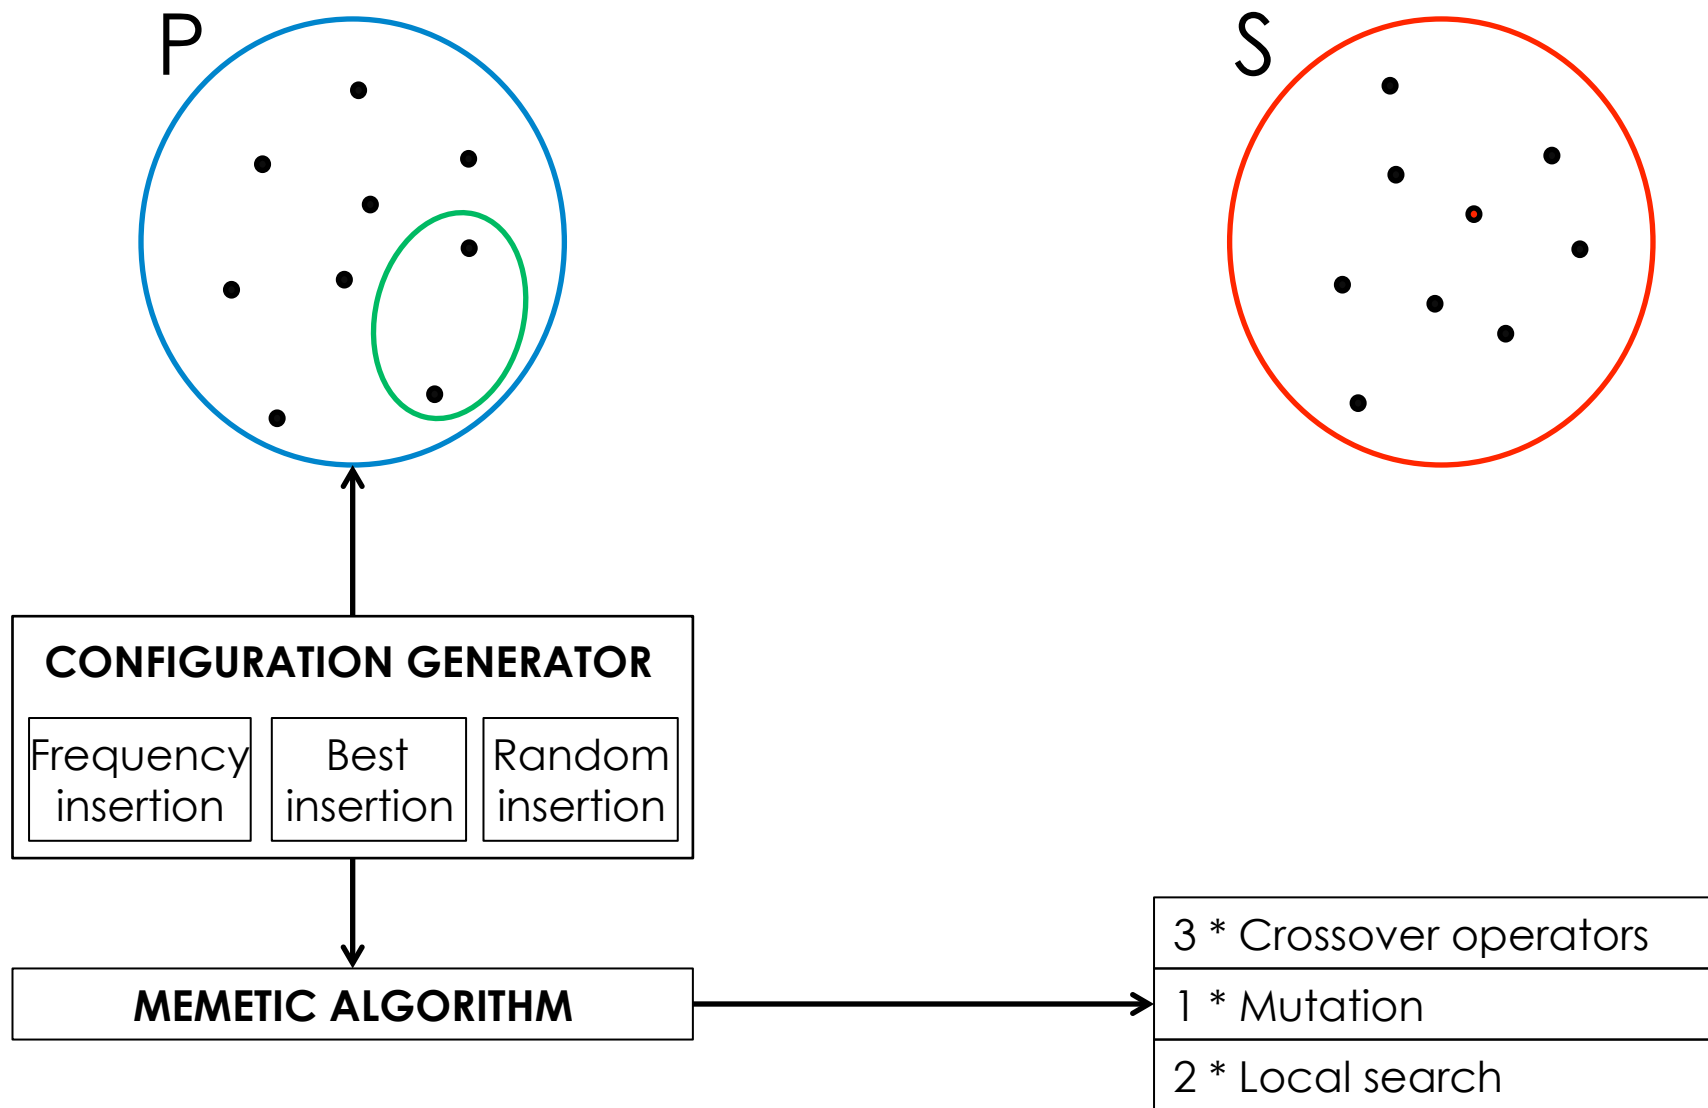 P
S
CONFIGURATION GENERATOR
Frequency
insertion
Best
insertion
Random
insertion
MEMETIC ALGORITHM
3 * Crossover operators
1 * Mutation
2 * Local search